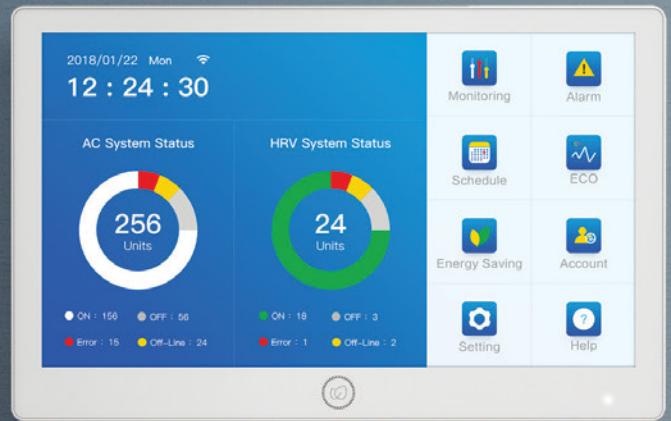 2018/01/22 Mon
12 : 24 : 30
AC System Status
256
Units
ON : 156
OFF : 56
Error : 15
Off-Line : 24
HRV System Status
24
Units
ON : 18
OFF : 3
Error : 1
Off-Line : 2
Monitoring
Alarm
Schedule
ECO
Energy Saving
Account
Setting
Help
?